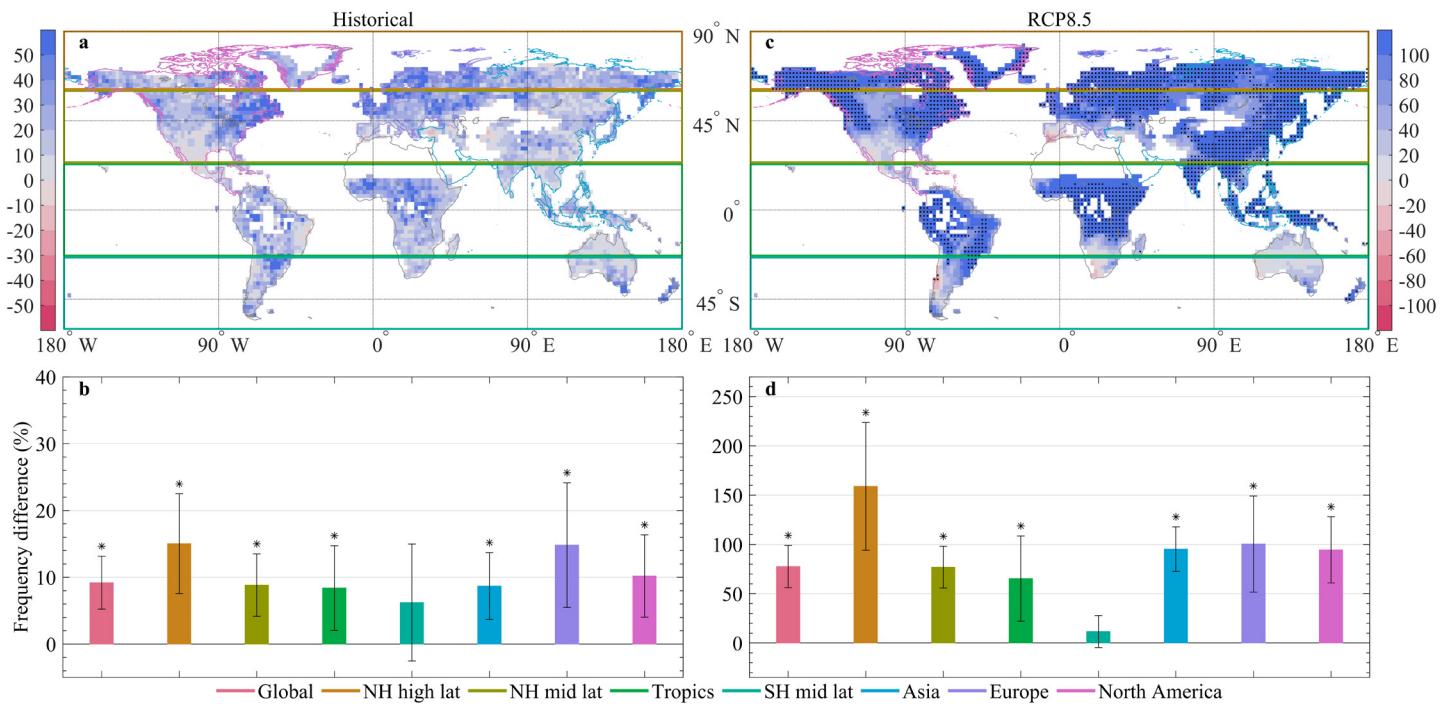 Historical
RCP8.5
a
c
50
40
30
20
10
0
-10
-20
-30
-40
-50
90° N
45° N
0°
45° S
100
80
60
40
20
0
-20
-40
-60
-80
-100
180° W
90° W
0°
90° E
180° E
180° W
90° W
0°
90° E
180° E
b
d
Frequency difference (%)
40
30
20
10
0
250
200
150
100
50
0
*
*
*
*
*
*
*
*
*
*
*
*
*
*
Global
NH high lat
NH mid lat
Tropics
SH mid lat
Asia
Europe
North America